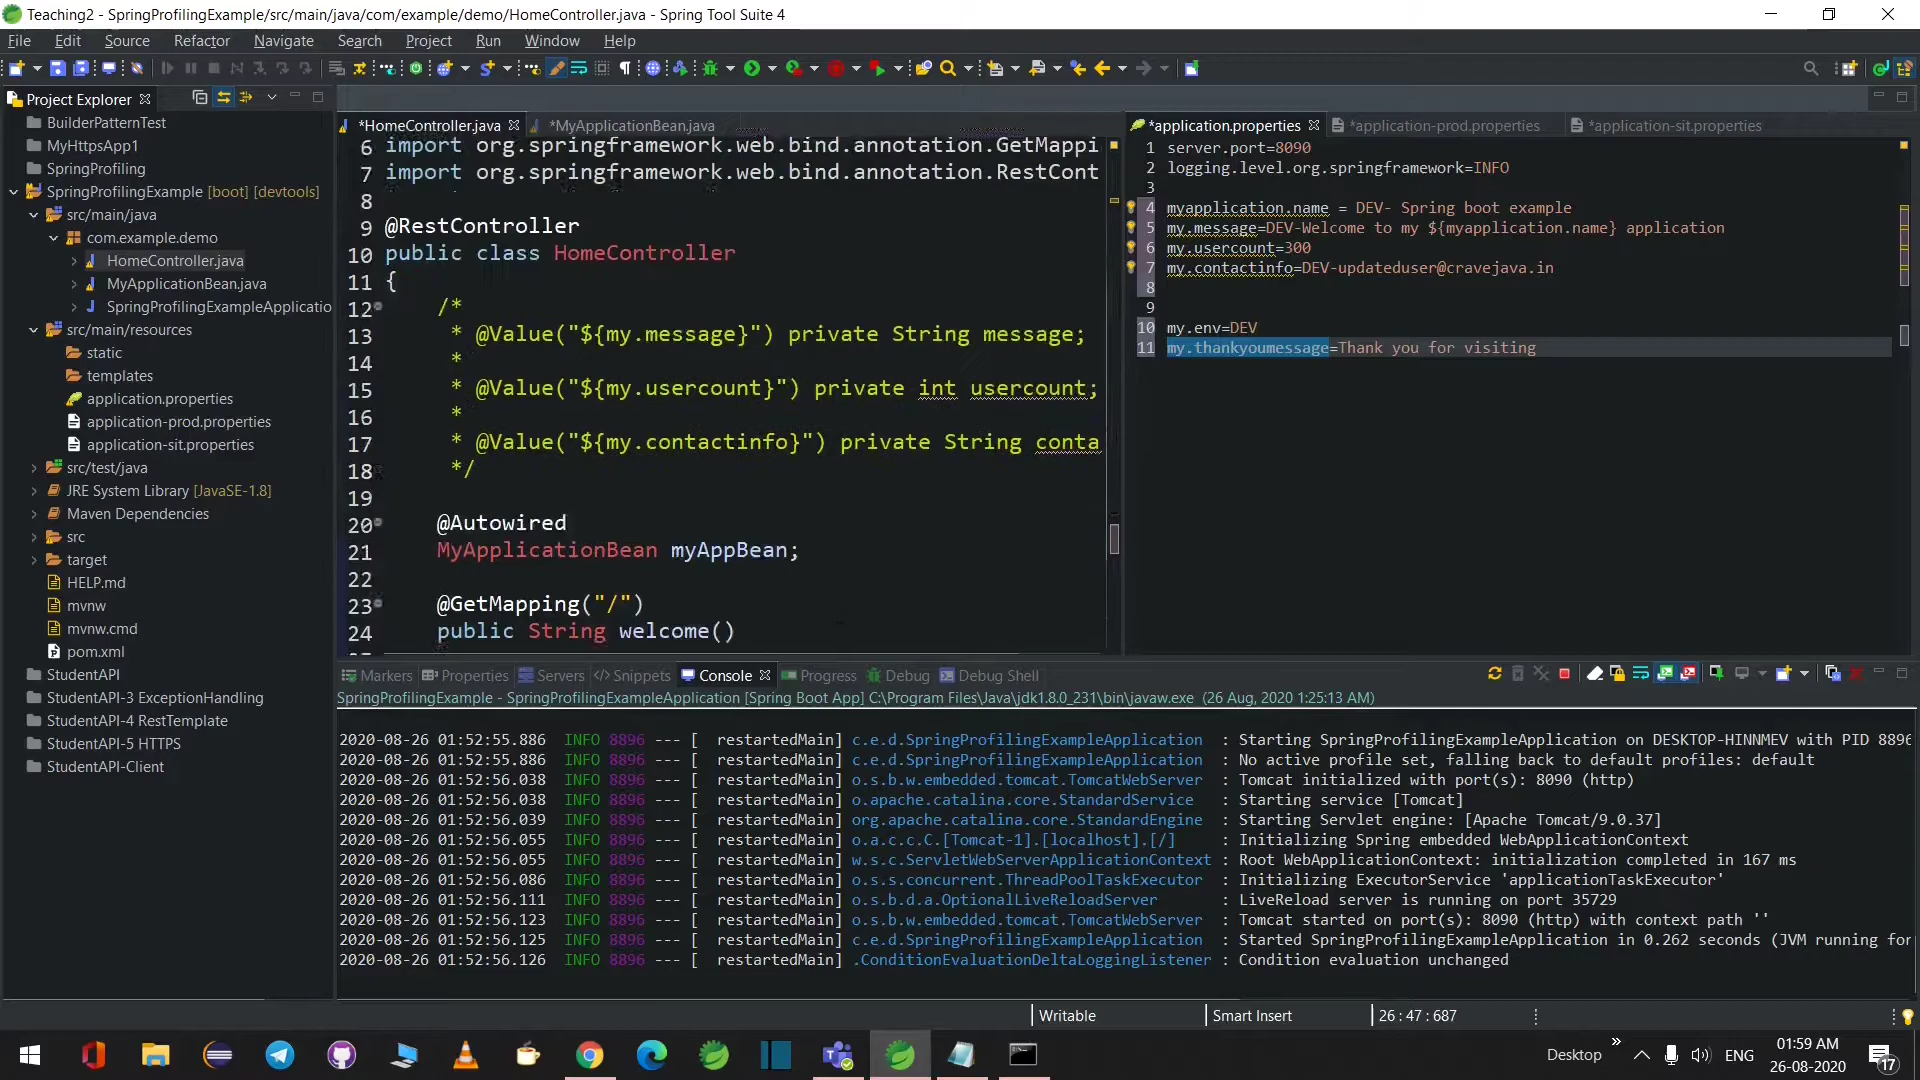 Teaching2 - SpringProfilingExample/src/main/java/com/example/demo/HomeController.java - Spring Tool Suite 4
File Edit Source Refactor Navigate Search Project Run Window Help
Project Explorer
BuilderPatternTest
MyHttpsApp1
SpringProfiling
SpringProfilingExample [boot] [devtools]
src/main/java
com.example.demo
HomeController.java
MyApplicationBean.java
SpringProfilingExampleApplicatio
src/main/resources
static
templates
application.properties
application-prod.properties
application-sit.properties
src/test/java
JRE System Library [JavaSE-1.8]
Maven Dependencies
src
target
HELP.md
mvnw
mvnw.cmd
pom.xml
StudentAPI
StudentAPI-3 ExceptionHandling
StudentAPI-4 RestTemplate
StudentAPI-5 HTTPS
StudentAPI-Client
*HomeController.java *MyApplicationBean.java
6 import org.springframework.web.bind.annotation.GetMappi
7 import org.springframework.web.bind.annotation.RestCont
8
9 @RestController
10 public class HomeController
11 {
12 /*
13 * @Value("${my.message}") private String message;
14 *
15 * @Value("${my.usercount}") private int usercount;
16 *
17 * @Value("${my.contactinfo}") private String conta
18 */
19
20 @Autowired
21 MyApplicationBean myAppBean;
22
23 @GetMapping("/")
24 public String welcome()
*application.properties *application-prod.properties *application-sit.properties
1 server.port=8090
2 logging.level.org.springframework=INFO
3
4 myapplication.name = DEV- Spring boot example
5 my.message=DEV-Welcome to my ${myapplication.name} application
6 my.usercount=300
7 my.contactinfo=DEV-updateduser@cravejava.in
8
9
10 my.env=DEV
11 my.thankyoumessage=Thank you for visiting
Markers Properties Servers Snippets Console Progress Debug Debug Shell
SpringProfilingExample - SpringProfilingExampleApplication [Spring Boot App] C:\Program Files\Java\jdk1.8.0_231\bin\javaw.exe (26 Aug, 2020 1:25:13 AM)
2020-08-26 01:52:55.886 INFO 8896 --- [ restartedMain] c.e.d.SpringProfilingExampleApplication : Starting SpringProfilingExampleApplication on DESKTOP-HINNMEV with PID 8896
2020-08-26 01:52:55.886 INFO 8896 --- [ restartedMain] c.e.d.SpringProfilingExampleApplication : No active profile set, falling back to default profiles: default
2020-08-26 01:52:56.038 INFO 8896 --- [ restartedMain] o.s.b.w.embedded.tomcat.TomcatWebServer : Tomcat initialized with port(s): 8090 (http)
2020-08-26 01:52:56.038 INFO 8896 --- [ restartedMain] o.apache.catalina.core.StandardService : Starting service [Tomcat]
2020-08-26 01:52:56.039 INFO 8896 --- [ restartedMain] org.apache.catalina.core.StandardEngine : Starting Servlet engine: [Apache Tomcat/9.0.37]
2020-08-26 01:52:56.055 INFO 8896 --- [ restartedMain] o.a.c.c.C.[Tomcat-1].[localhost].[/] : Initializing Spring embedded WebApplicationContext
2020-08-26 01:52:56.055 INFO 8896 --- [ restartedMain] w.s.c.ServletWebServerApplicationContext : Root WebApplicationContext: initialization completed in 167 ms
2020-08-26 01:52:56.086 INFO 8896 --- [ restartedMain] o.s.s.concurrent.ThreadPoolTaskExecutor : Initializing ExecutorService 'applicationTaskExecutor'
2020-08-26 01:52:56.111 INFO 8896 --- [ restartedMain] o.s.b.d.a.OptionalLiveReloadServer : LiveReload server is running on port 35729
2020-08-26 01:52:56.123 INFO 8896 --- [ restartedMain] o.s.b.w.embedded.tomcat.TomcatWebServer : Tomcat started on port(s): 8090 (http) with context path ''
2020-08-26 01:52:56.125 INFO 8896 --- [ restartedMain] c.e.d.SpringProfilingExampleApplication : Started SpringProfilingExampleApplication in 0.262 seconds (JVM running for
2020-08-26 01:52:56.126 INFO 8896 --- [ restartedMain] .ConditionEvaluationDeltaLoggingListener : Condition evaluation unchanged
Writable Smart Insert 26 : 47 : 687
Desktop ENG 01:59 AM
26-08-2020 17